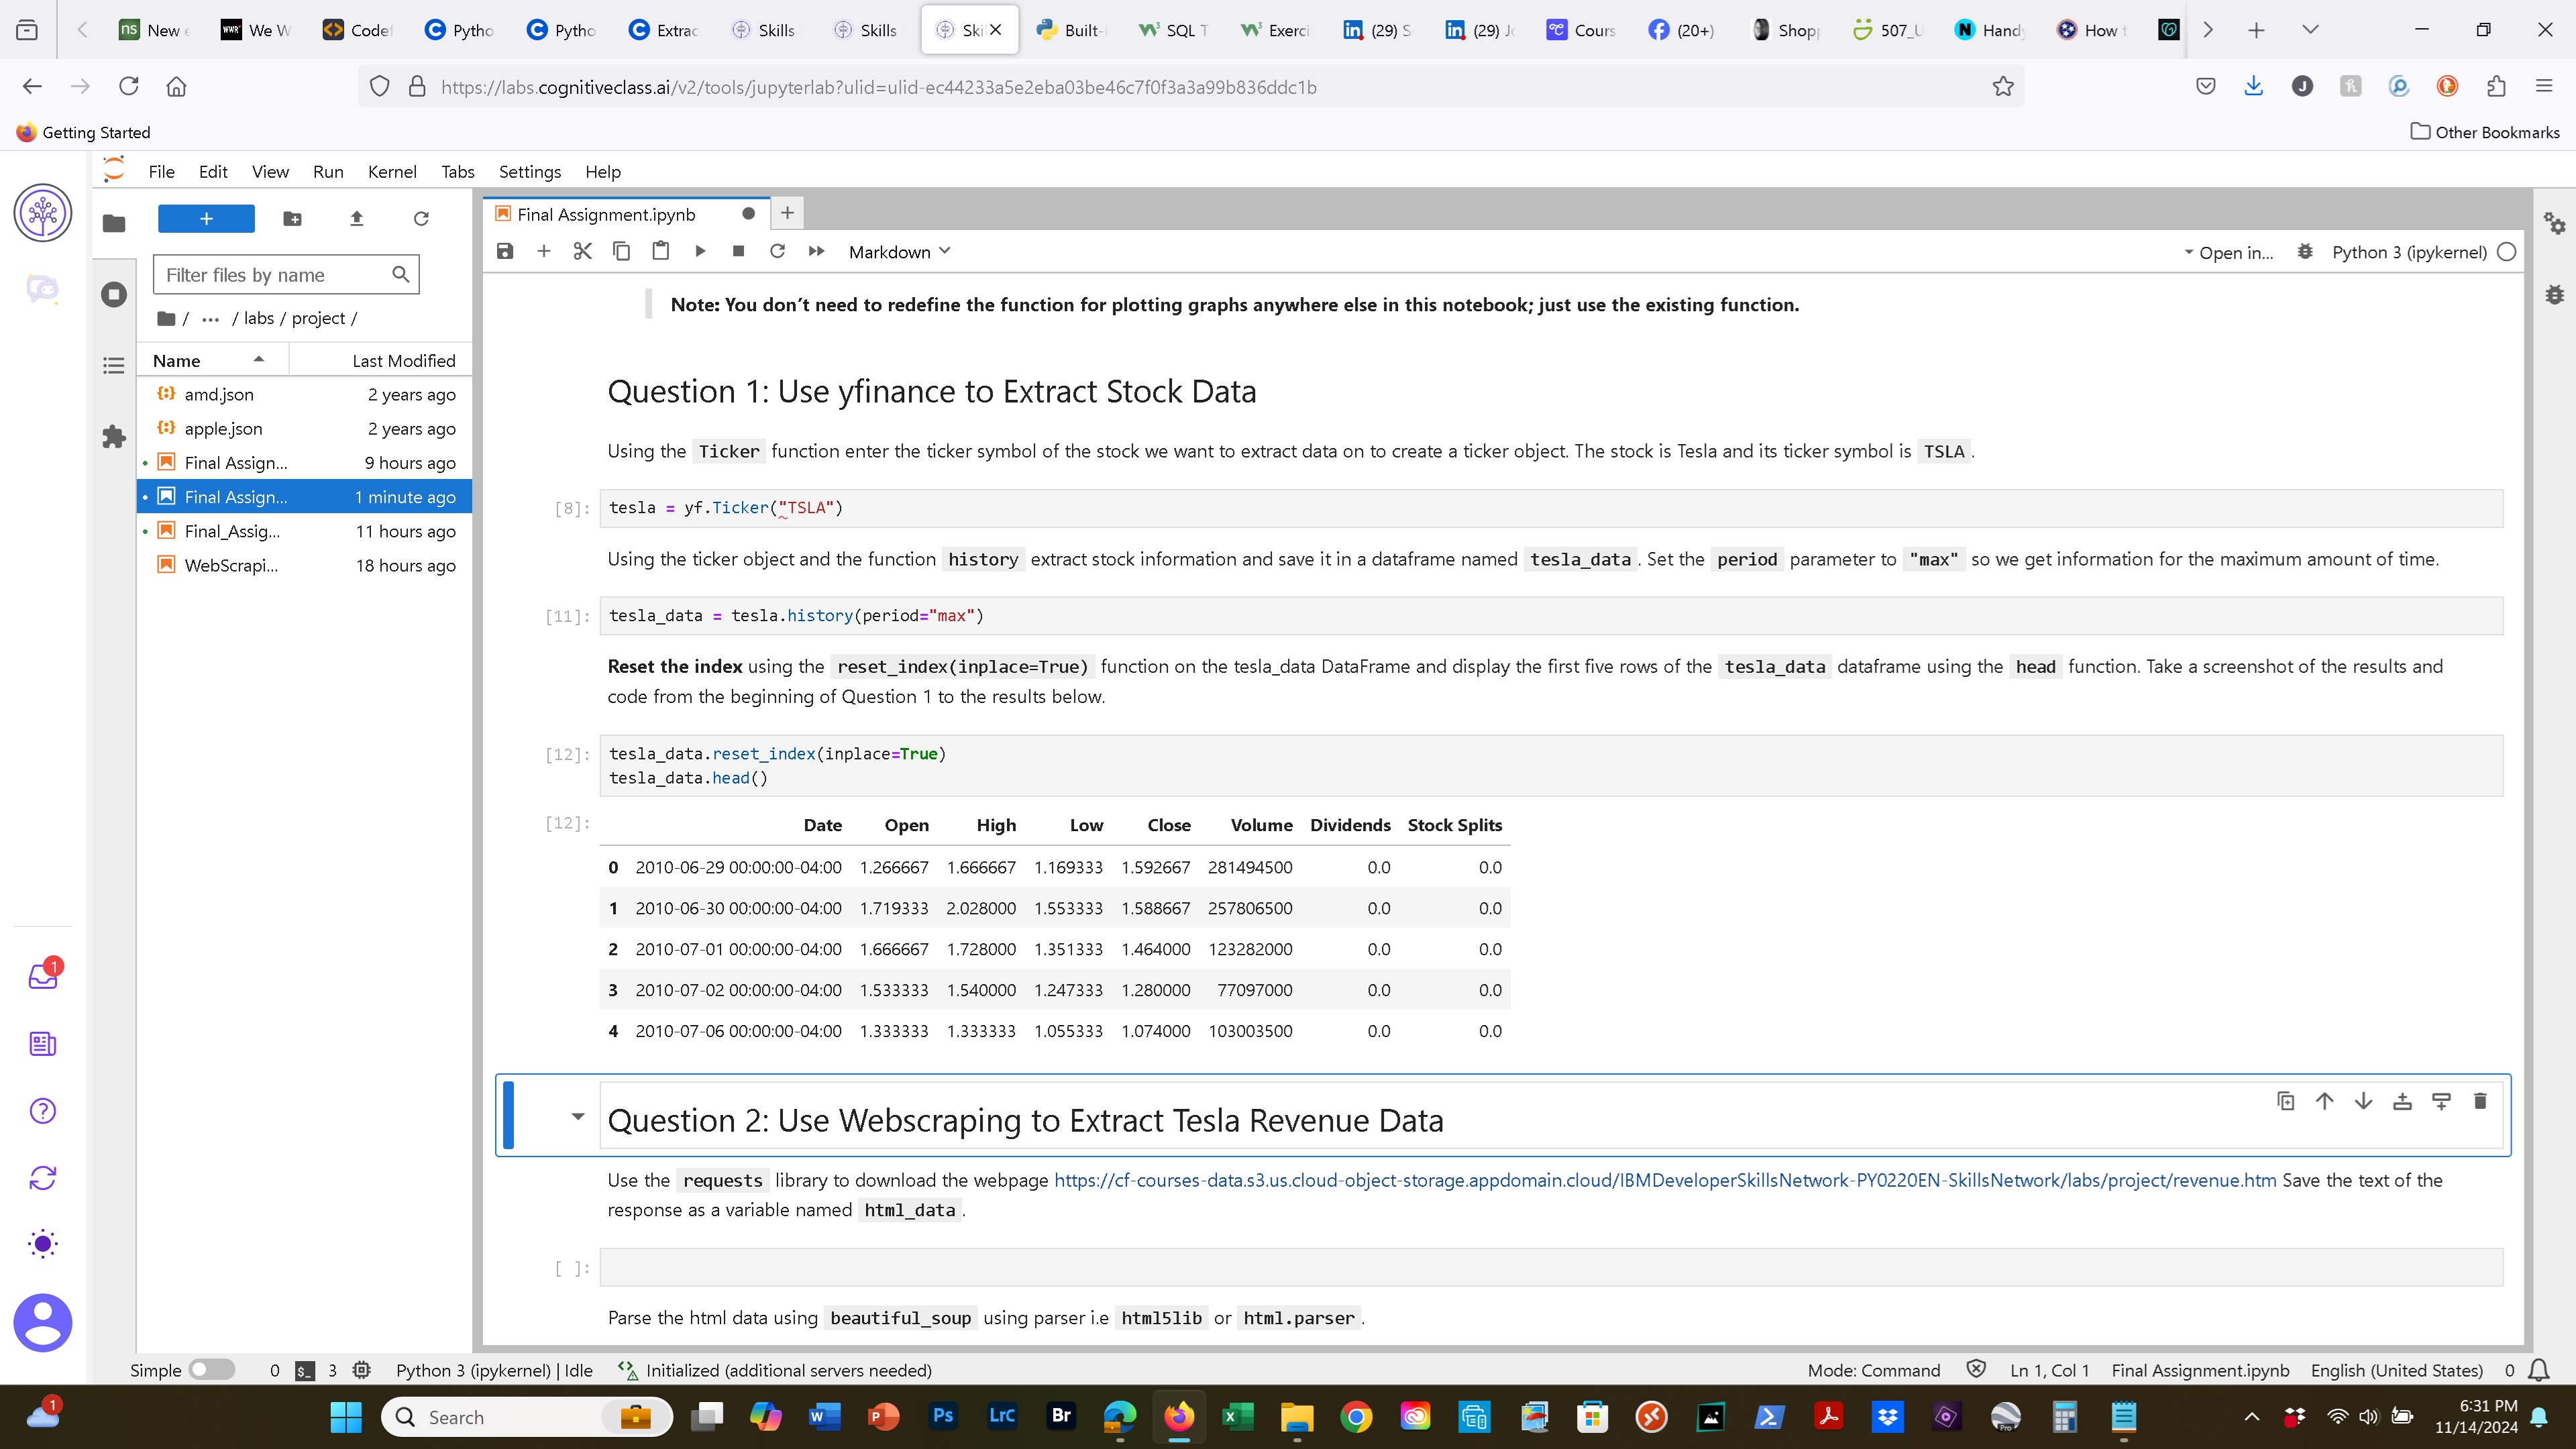 New e
We W
Codef
Pytho
Pytho
Extrac
Skills
Skills
Skil
Built-i
SQL T
Exerci
(29) S
(29) Jo
Cours
(20+)
Shopp
507_U
Handy
How t
https://labs.cognitiveclass.ai/v2/tools/jupyterlab?ulid=ulid-ec44233a5e2eba03be46c7f0f3a3a99b836ddc1b
Getting Started
Other Bookmarks
File Edit View Run Kernel Tabs Settings Help
Final Assignment.ipynb
Markdown
Open in...
Python 3 (ipykernel)
Filter files by name
/ ... / labs / project /
Name Last Modified
amd.json 2 years ago
apple.json 2 years ago
Final Assign... 9 hours ago
Final Assign... 1 minute ago
Final_Assig... 11 hours ago
WebScrapi... 18 hours ago
Note: You don't need to redefine the function for plotting graphs anywhere else in this notebook; just use the existing function.
Question 1: Use yfinance to Extract Stock Data
Using the Ticker function enter the ticker symbol of the stock we want to extract data on to create a ticker object. The stock is Tesla and its ticker symbol is TSLA.
[8]: tesla = yf.Ticker("TSLA")
Using the ticker object and the function history extract stock information and save it in a dataframe named tesla_data. Set the period parameter to "max" so we get information for the maximum amount of time.
[11]: tesla_data = tesla.history(period="max")
Reset the index using the reset_index(inplace=True) function on the tesla_data DataFrame and display the first five rows of the tesla_data dataframe using the head function. Take a screenshot of the results and
code from the beginning of Question 1 to the results below.
[12]: tesla_data.reset_index(inplace=True)
tesla_data.head()
[12]: Date Open High Low Close Volume Dividends Stock Splits
0 2010-06-29 00:00:00-04:00 1.266667 1.666667 1.169333 1.592667 281494500 0.0 0.0
1 2010-06-30 00:00:00-04:00 1.719333 2.028000 1.553333 1.588667 257806500 0.0 0.0
2 2010-07-01 00:00:00-04:00 1.666667 1.728000 1.351333 1.464000 123282000 0.0 0.0
3 2010-07-02 00:00:00-04:00 1.533333 1.540000 1.247333 1.280000 77097000 0.0 0.0
4 2010-07-06 00:00:00-04:00 1.333333 1.333333 1.055333 1.074000 103003500 0.0 0.0
Question 2: Use Webscraping to Extract Tesla Revenue Data
Use the requests library to download the webpage https://cf-courses-data.s3.us.cloud-object-storage.appdomain.cloud/IBMDeveloperSkillsNetwork-PY0220EN-SkillsNetwork/labs/project/revenue.htm Save the text of the
response as a variable named html_data.
[ ]:
Parse the html data using beautiful_soup using parser i.e html5lib or html.parser.
1
Simple 0 3 Python 3 (ipykernel) | Idle Initialized (additional servers needed) Mode: Command Ln 1, Col 1 Final Assignment.ipynb English (United States) 0
1
Search
Ps
LrC
Br
6:31 PM
11/14/2024